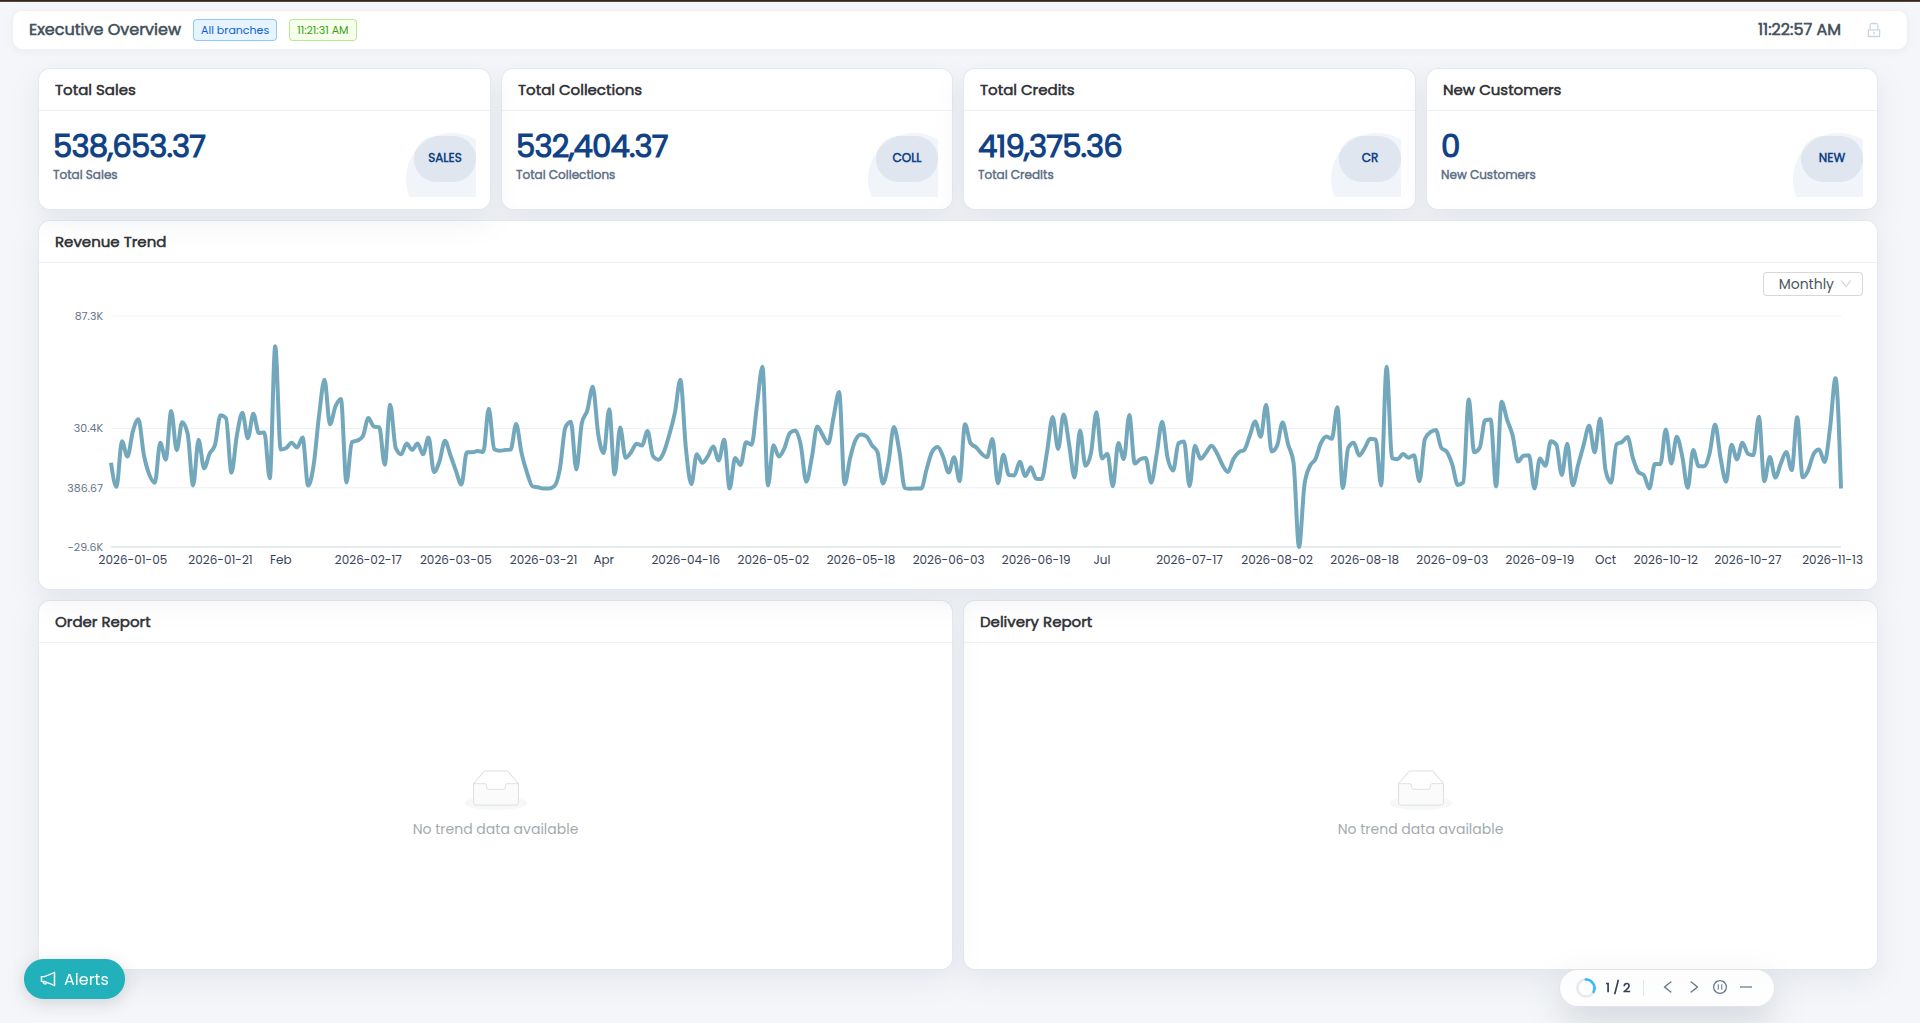 Executive Overview
All branches
11:21:31 AM
11:22:57 AM
Total Sales
538,653.37
Total Sales
SALES
Total Collections
532,404.37
Total Collections
COLL
Total Credits
419,375.36
Total Credits
CR
New Customers
0
New Customers
NEW
Revenue Trend
Monthly
87.3K
30.4K
386.67
-29.6K
2026-01-05 2026-01-21 Feb 2026-02-17 2026-03-05 2026-03-21 Apr 2026-04-16 2026-05-02 2026-05-18 2026-06-03 2026-06-19 Jul 2026-07-17 2026-08-02 2026-08-18 2026-09-03 2026-09-19 Oct 2026-10-12 2026-10-27 2026-11-13
Order Report
No trend data available
Delivery Report
No trend data available
Alerts
1 / 2